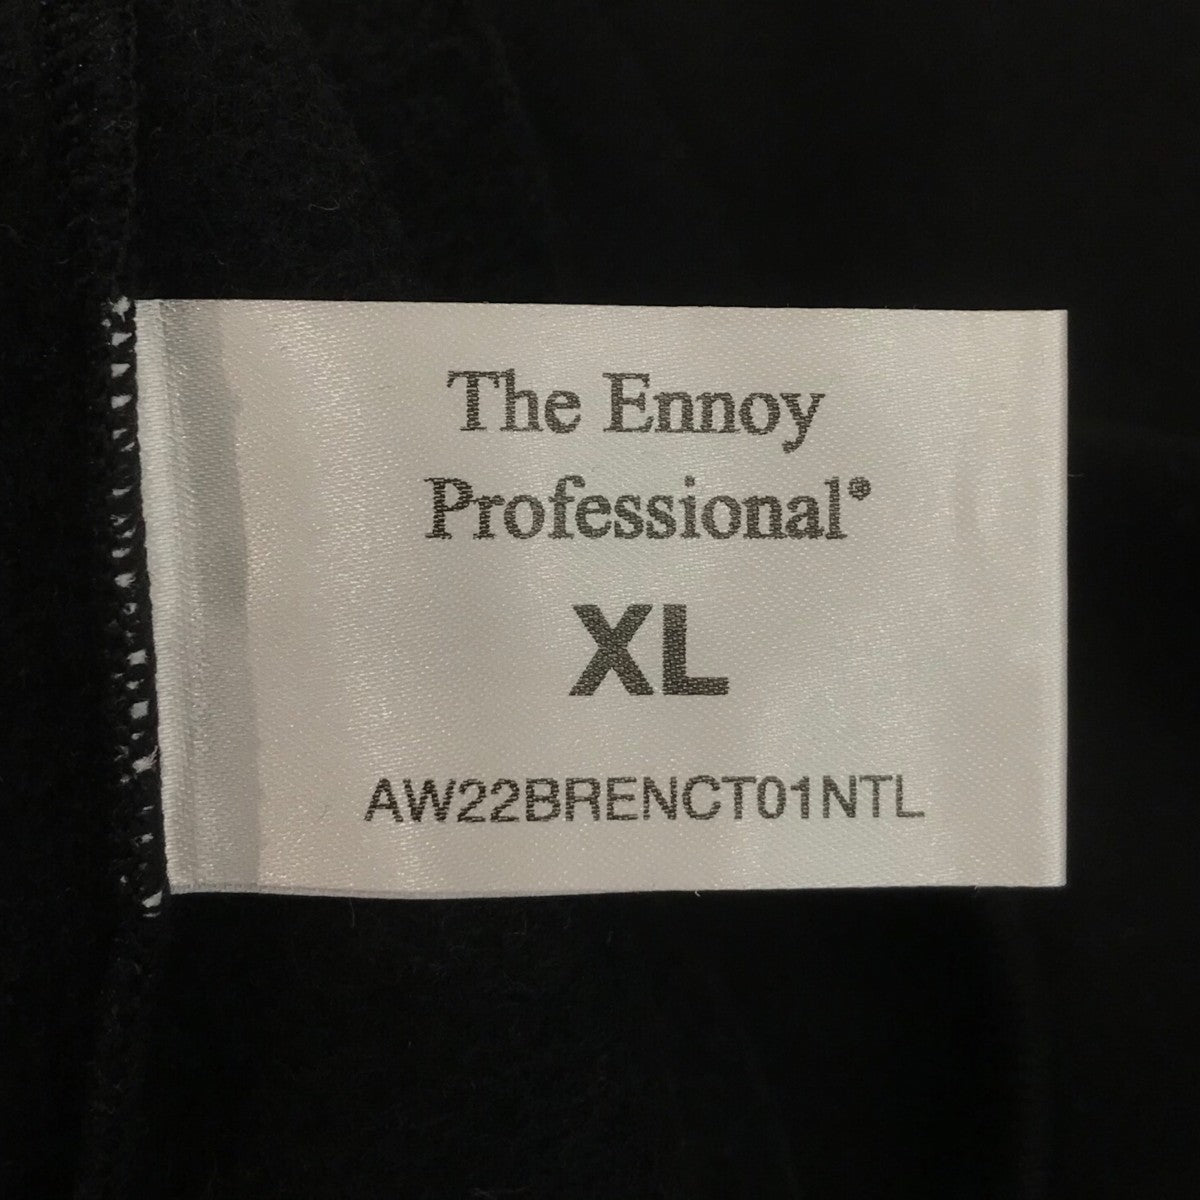 The Ennoy
Professional®
XL
AW22BRENCT01NTL